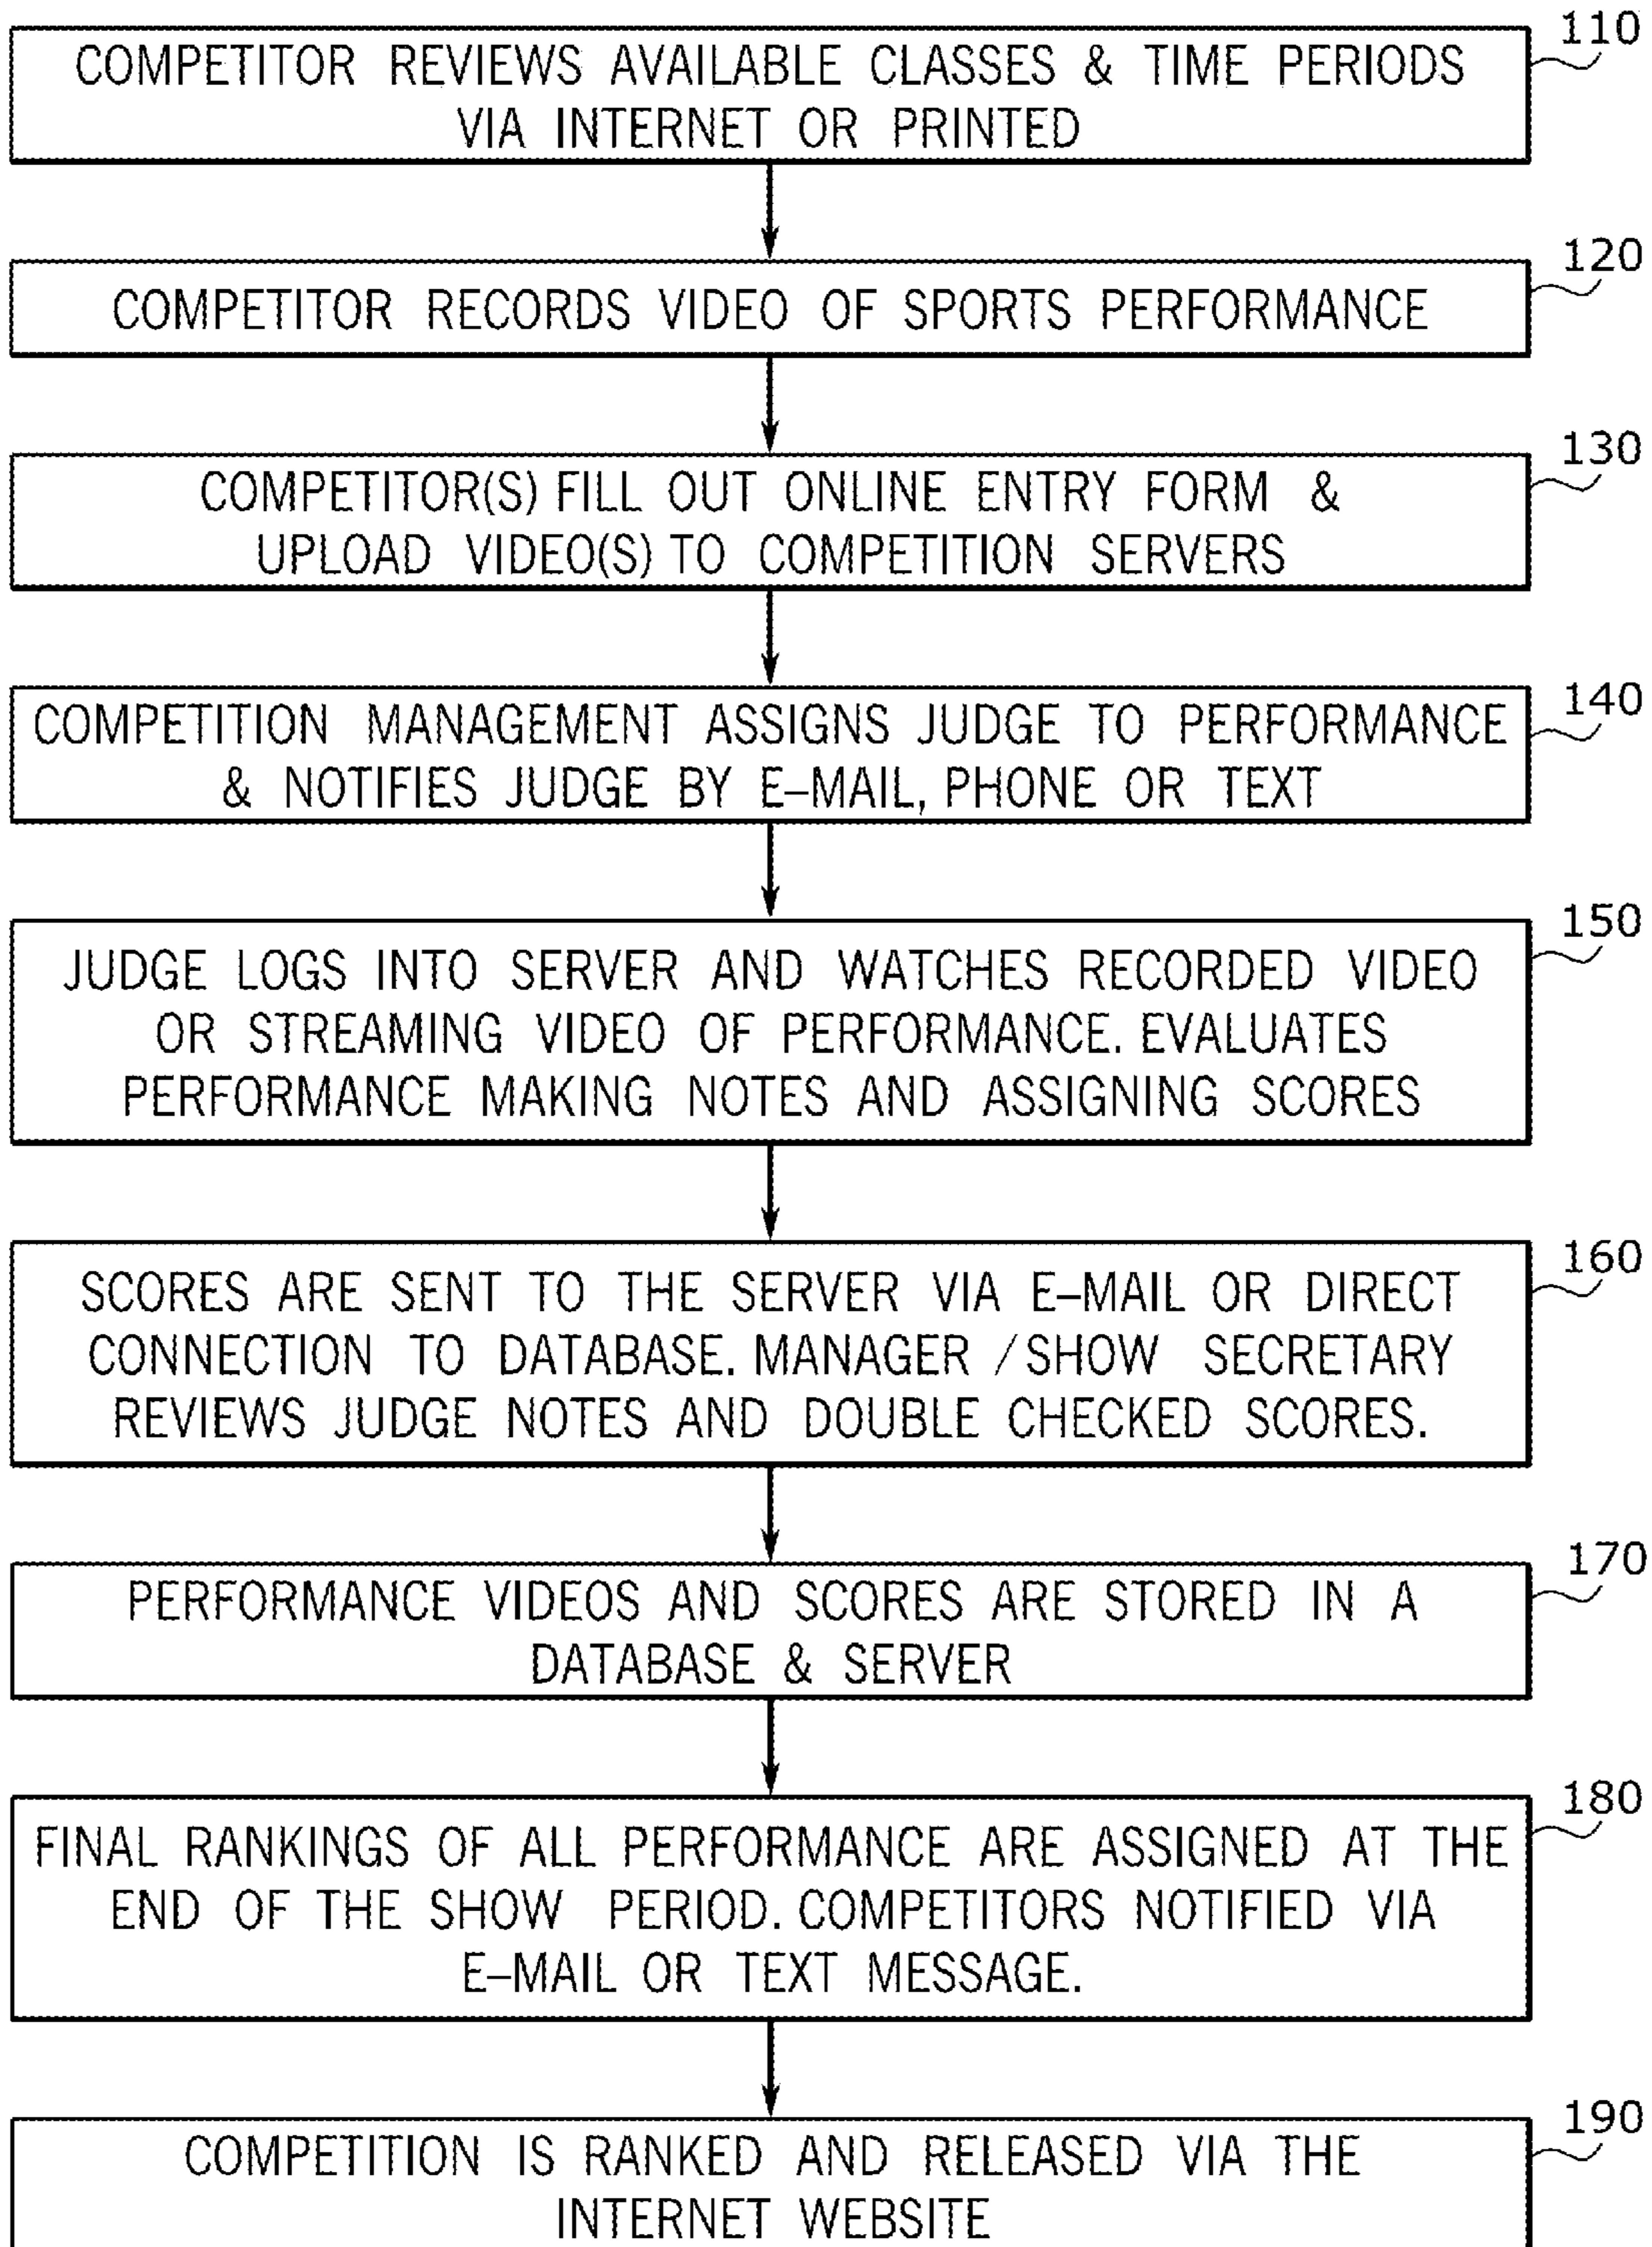 110
COMPETITOR REVIEWS AVAILABLE CLASSES & TIME PERIODS
VIA INTERNET OR PRINTED
120
COMPETITOR RECORDS VIDEO OF SPORTS PERFORMANCE
130
COMPETITOR(S) FILL OUT ONLINE ENTRY FORM &
UPLOAD VIDEO(S) TO COMPETITION SERVERS
140
COMPETITION MANAGEMENT ASSIGNS JUDGE TO PERFORMANCE
& NOTIFIES JUDGE BY E–MAIL, PHONE OR TEXT
150
JUDGE LOGS INTO SERVER AND WATCHES RECORDED VIDEO
OR STREAMING VIDEO OF PERFORMANCE. EVALUATES
PERFORMANCE MAKING NOTES AND ASSIGNING SCORES
160
SCORES ARE SENT TO THE SERVER VIA E–MAIL OR DIRECT
CONNECTION TO DATABASE. MANAGER /SHOW SECRETARY
REVIEWS JUDGE NOTES AND DOUBLE CHECKED SCORES.
170
PERFORMANCE VIDEOS AND SCORES ARE STORED IN A
DATABASE & SERVER
180
FINAL RANKINGS OF ALL PERFORMANCE ARE ASSIGNED AT THE
END OF THE SHOW PERIOD. COMPETITORS NOTIFIED VIA
E–MAIL OR TEXT MESSAGE.
190
COMPETITION IS RANKED AND RELEASED VIA THE
INTERNET WEBSITE